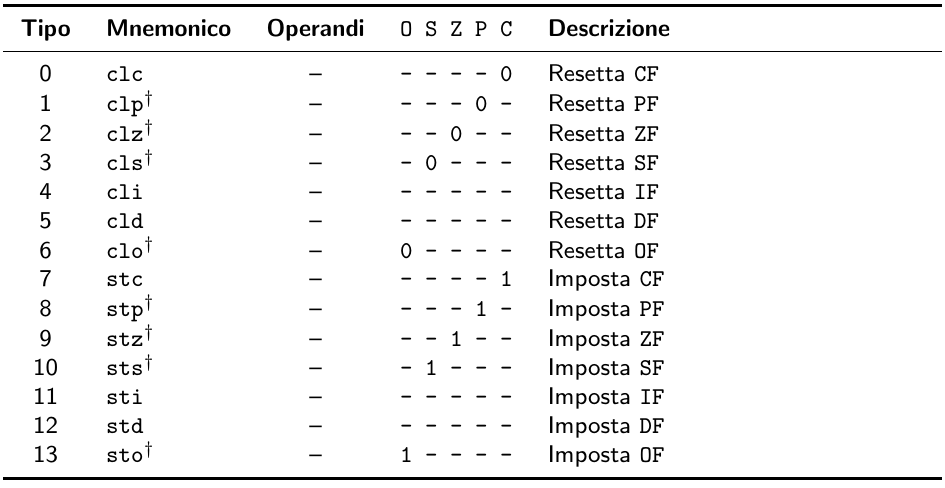 Tipo Mnemonico Operandi O S Z P C Descrizione
0 clc – - - - - 0 Resetta CF
1 clp† – - - - 0 - Resetta PF
2 clz† – - - 0 - - Resetta ZF
3 cls† – - 0 - - - Resetta SF
4 cli – - - - - - Resetta IF
5 cld – - - - - - Resetta DF
6 clo† – 0 - - - - Resetta OF
7 stc – - - - - 1 Imposta CF
8 stp† – - - - 1 - Imposta PF
9 stz† – - - 1 - - Imposta ZF
10 sts† – - 1 - - - Imposta SF
11 sti – - - - - - Imposta IF
12 std – - - - - - Imposta DF
13 sto† – 1 - - - - Imposta OF